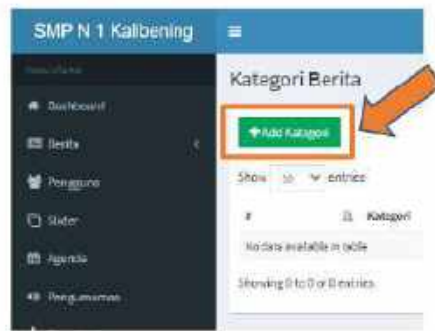 SMP N 1 Kalibening
Dashboard
Berita
Pengguna
Slider
Agenda
Pengumuman
Kategori Berita
+Add Kategori
Show 10 entries
# Kategori
No data available in table
Showing 0 to 0 of 0 entries